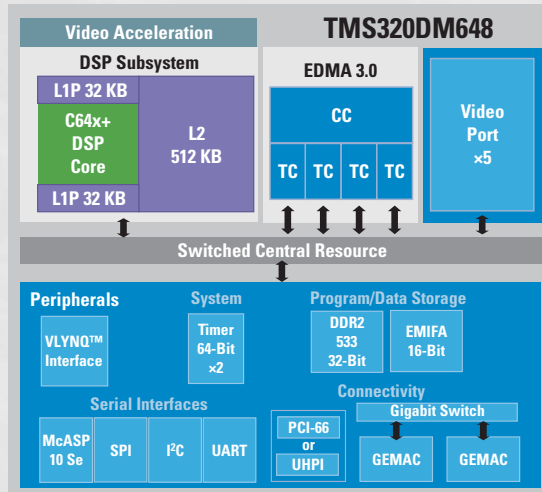 Video Acceleration
TMS320DM648
DSP Subsystem
L1P 32 KB
C64x+
DSP
Core
L1P 32 KB
L2
512 KB
EDMA 3.0
CC
TC TC TC TC
Video
Port
×5
Switched Central Resource
Peripherals
VLYNQ™
Interface
System
Timer
64-Bit
×2
Program/Data Storage
DDR2
533
32-Bit
EMIFA
16-Bit
Serial Interfaces
McASP
10 Se
SPI
I²C
UART
Connectivity
PCI-66
or
UHPI
Gigabit Switch
GEMAC
GEMAC